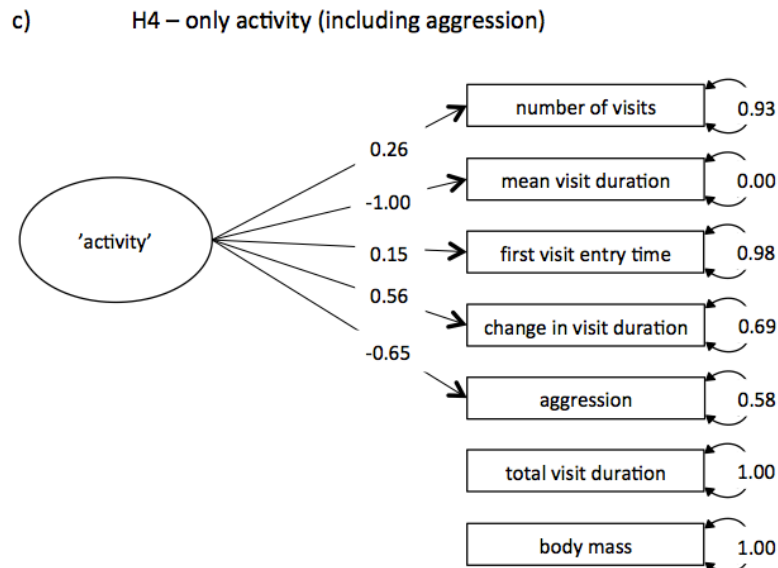 c) H4 – only activity (including aggression)
number of visits 0.93
0.26
mean visit duration 0.00
-1.00
'activity' 0.15 first visit entry time 0.98
0.56
change in visit duration 0.69
-0.65
aggression 0.58
total visit duration 1.00
body mass 1.00